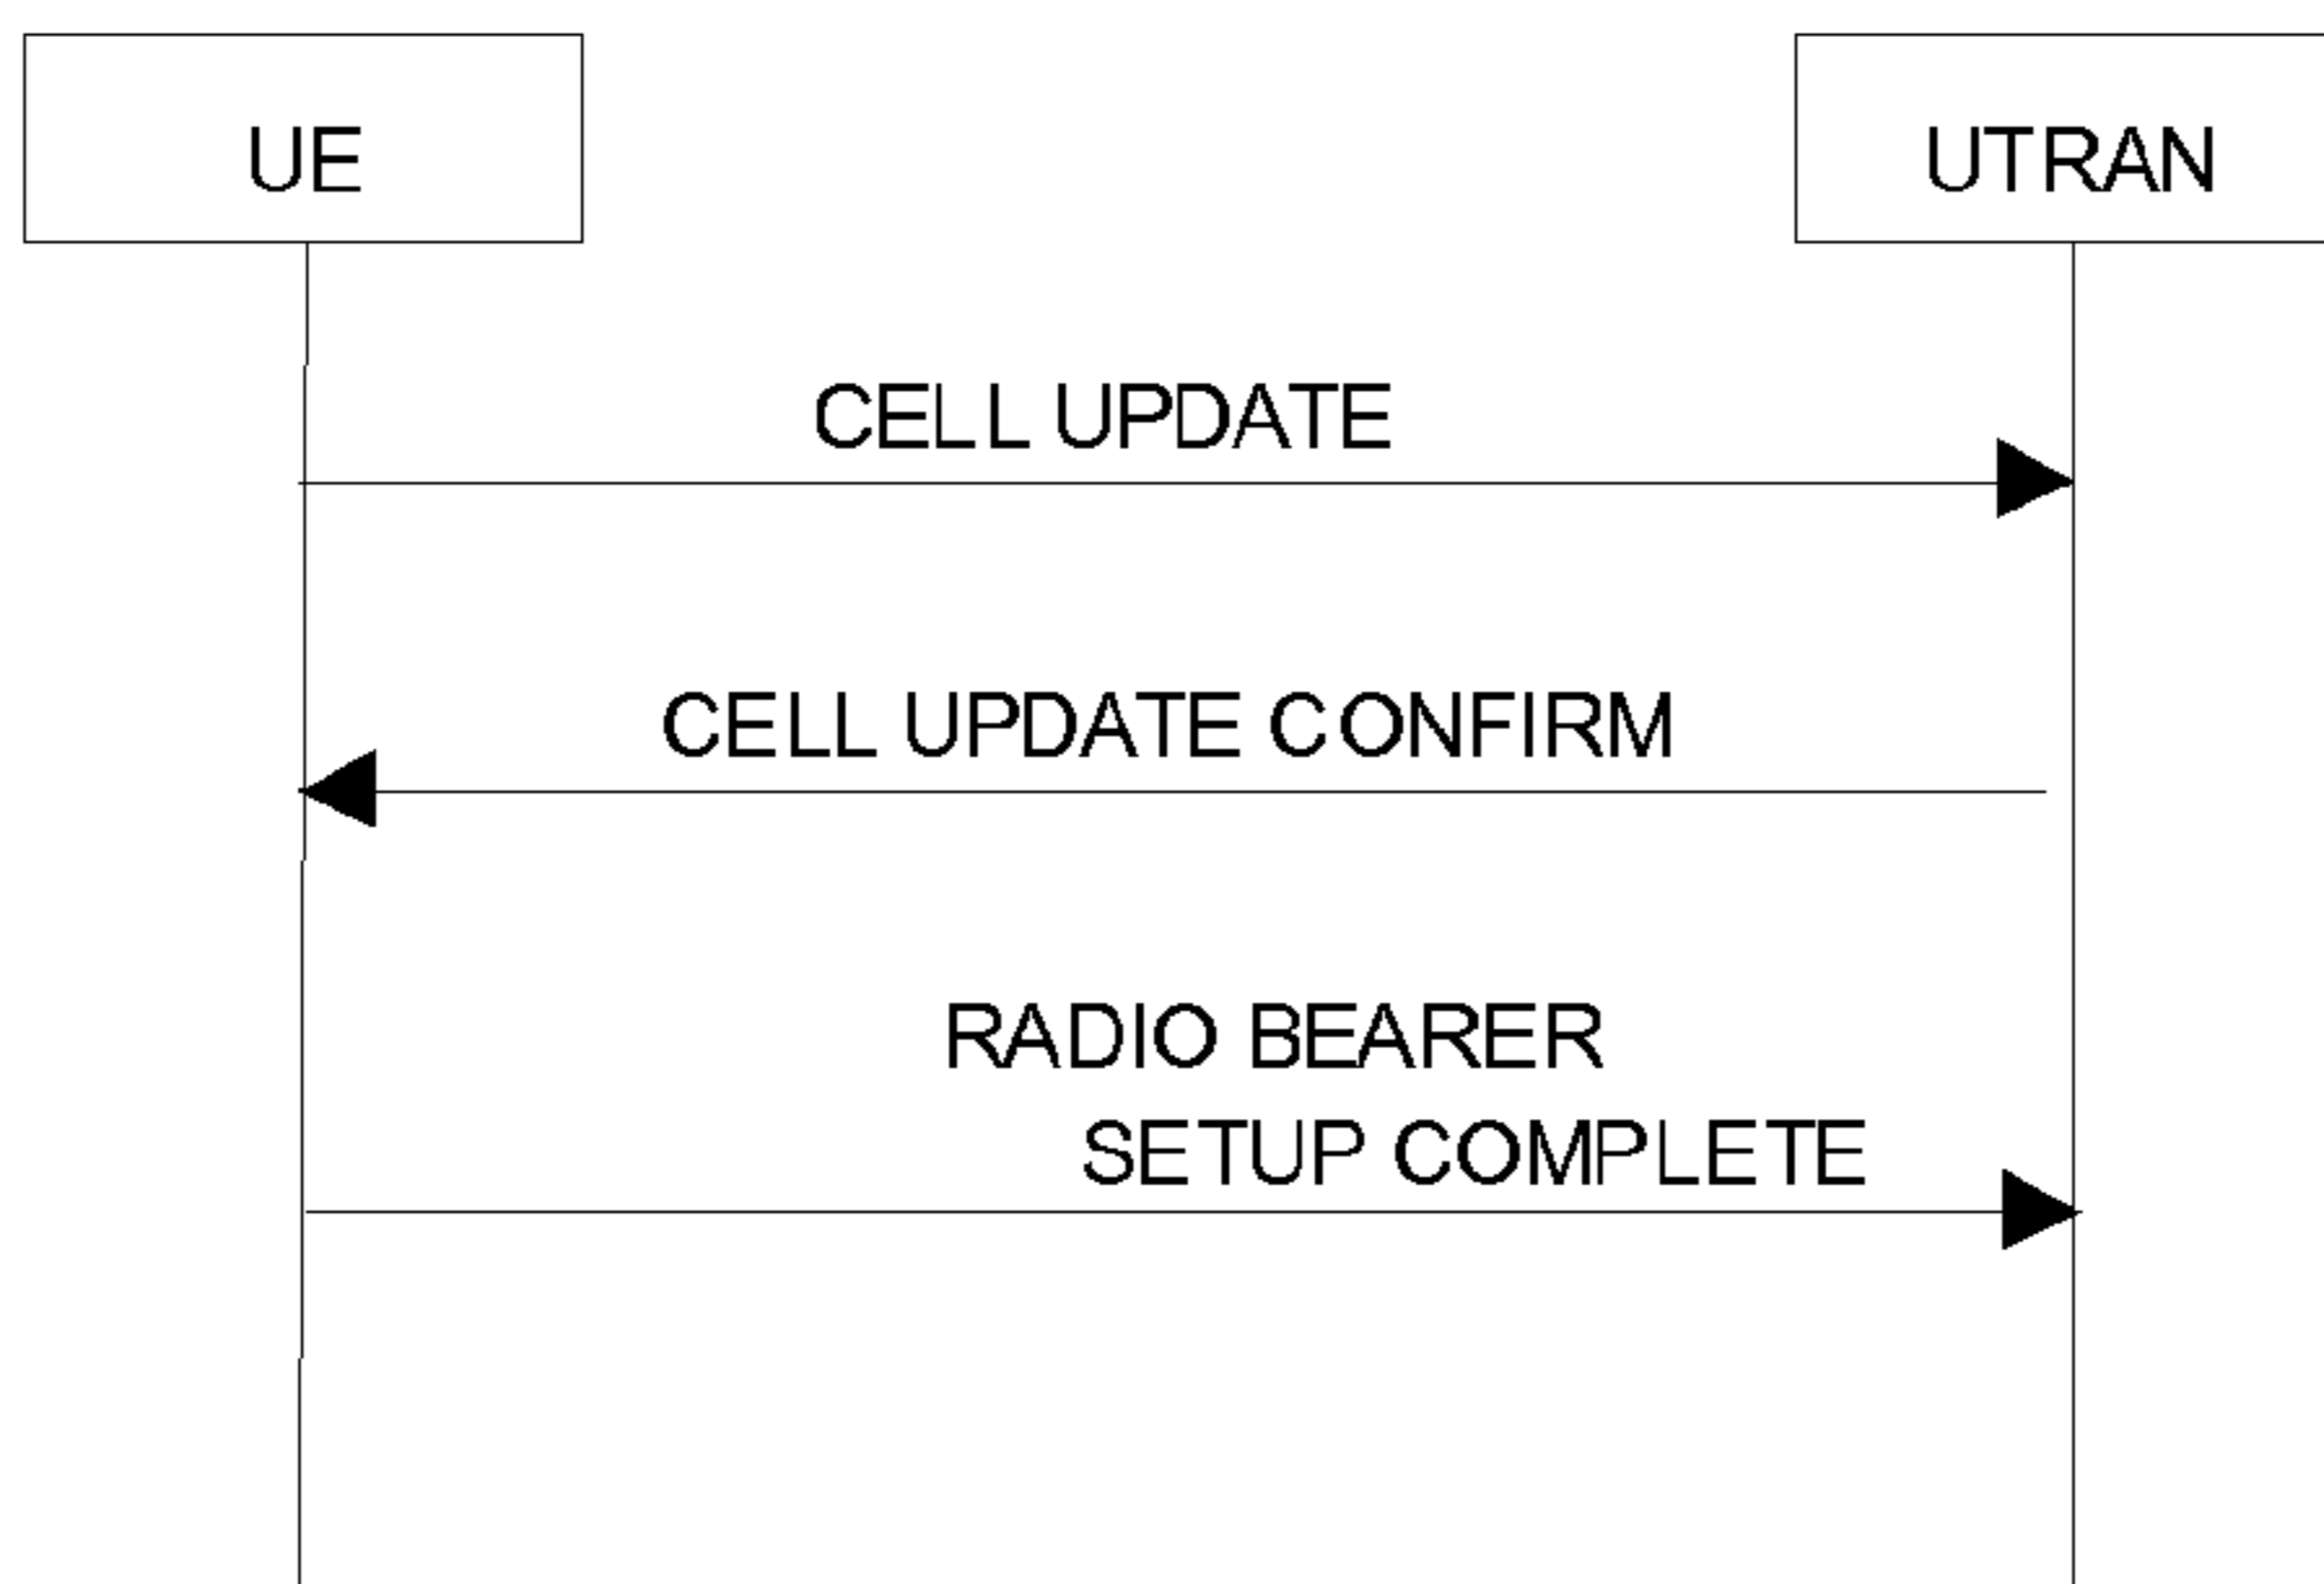 UE
UTRAN
CELL UPDATE
CELL UPDATE CONFIRM
RADIO BEARER
SETUP COMPLETE